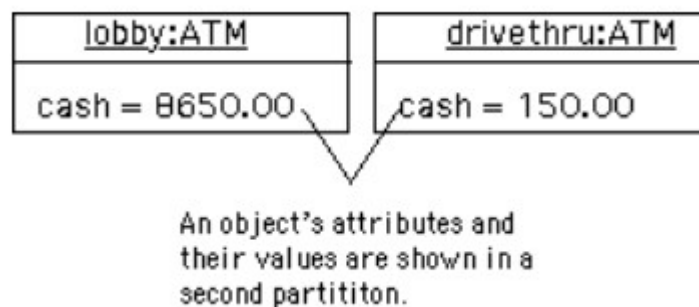 lobby:ATM
drivethru:ATM
cash = 8650.00
cash = 150.00
An object's attributes and
their values are shown in a
second partititon.